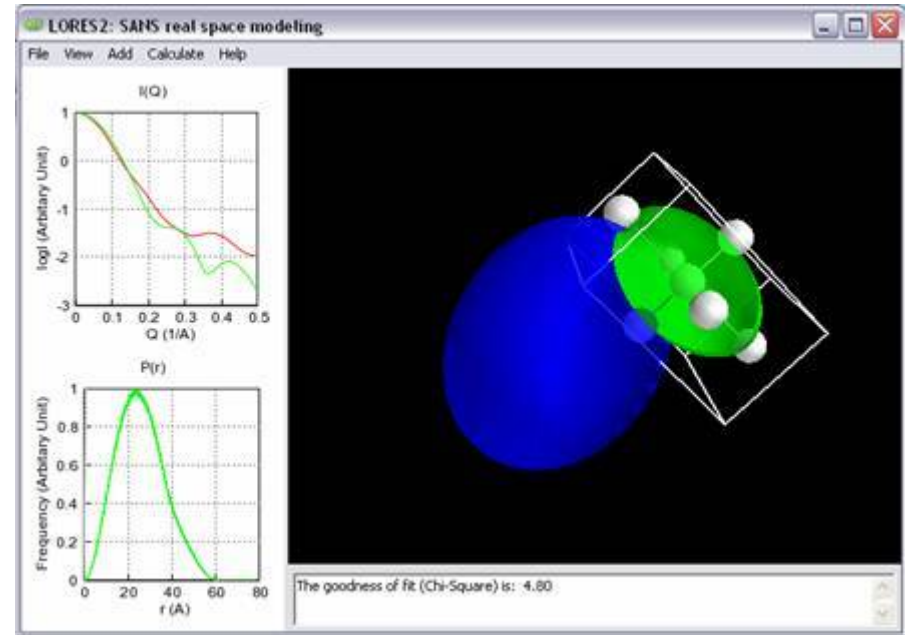 LORES2: SANS real space modeling
File View Add Calculate Help
I(Q)
logI (Arbitary Unit)
1
0
-1
-2
-3
0 0.1 0.2 0.3 0.4 0.5
Q (1/A)
P(r)
Frequency (Arbitary Unit)
1
0.8
0.6
0.4
0.2
0
0 20 40 60 80
r (A)
The goodness of fit (Chi-Square) is: 4.80